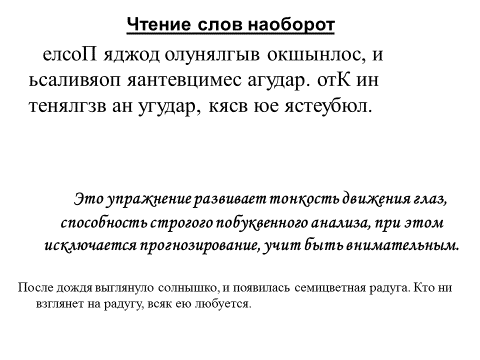 Чтение слов наоборот
елсоП яджод олунялгыв окшынлос, и
ьсаливяоп яантевцимес агудар. отК ин
тенялгзв ан угудар, кясв юе ястеубюл.
Это упражнение развивает тонкость движения глаз,
способность строгого побуквенного анализа, при этом
исключается прогнозирование, учит быть внимательным.
После дождя выглянуло солнышко, и появилась семицветная радуга. Кто ни
взглянет на радугу, всяк ею любуется.